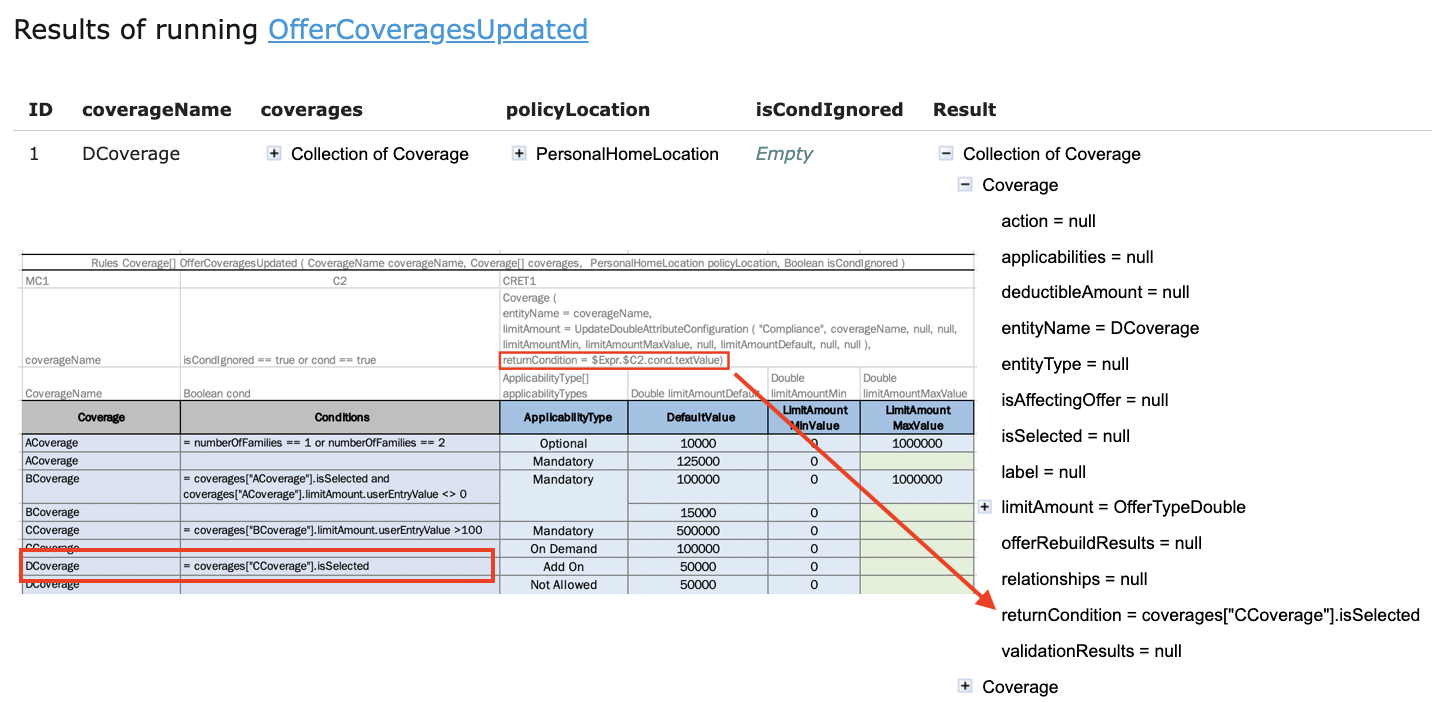 Results of running OfferCoveragesUpdated
ID coverageName coverages policyLocation isCondIgnored Result
1 DCoverage Collection of Coverage PersonalHomeLocation Empty Collection of Coverage
Coverage
action = null
applicabilities = null
deductibleAmount = null
entityName = DCoverage
entityType = null
isAffectingOffer = null
isSelected = null
label = null
limitAmount = OfferTypeDouble
offerRebuildResults = null
relationships = null
returnCondition = coverages["CCoverage"].isSelected
validationResults = null
Coverage
Rules Coverage[] OfferCoveragesUpdated ( CoverageName coverageName, Coverage[] coverages, PersonalHomeLocation policyLocation, Boolean isCondIgnored )
MC1 C2 CRET1
Coverage (
entityName = coverageName,
limitAmount = UpdateDoubleAttributeConfiguration ( "Compliance", coverageName, null, null,
limitAmountMin, limitAmountMaxValue, null, limitAmountDefault, null, null ),
coverageName isCondIgnored == true or cond == true returnCondition = $Expr.$C2.cond.textValue)
ApplicabilityType[] Double Double
CoverageName Boolean cond applicabilityTypes Double limitAmountDefault limitAmountMin limitAmountMaxValue
Coverage Conditions ApplicabilityType DefaultValue LimitAmount MinValue LimitAmount MaxValue
ACoverage = numberOfFamilies == 1 or numberOfFamilies == 2 Optional 10000 0 1000000
ACoverage Mandatory 125000 0
BCoverage = coverages["ACoverage"].isSelected and Mandatory 100000 0 1000000
coverages["ACoverage"].limitAmount.userEntryValue <> 0
BCoverage 15000 0
CCoverage = coverages["BCoverage"].limitAmount.userEntryValue >100 Mandatory 500000 0
CCoverage On Demand 100000 0
DCoverage = coverages["CCoverage"].isSelected Add On 50000 0
DCoverage Not Allowed 50000 0